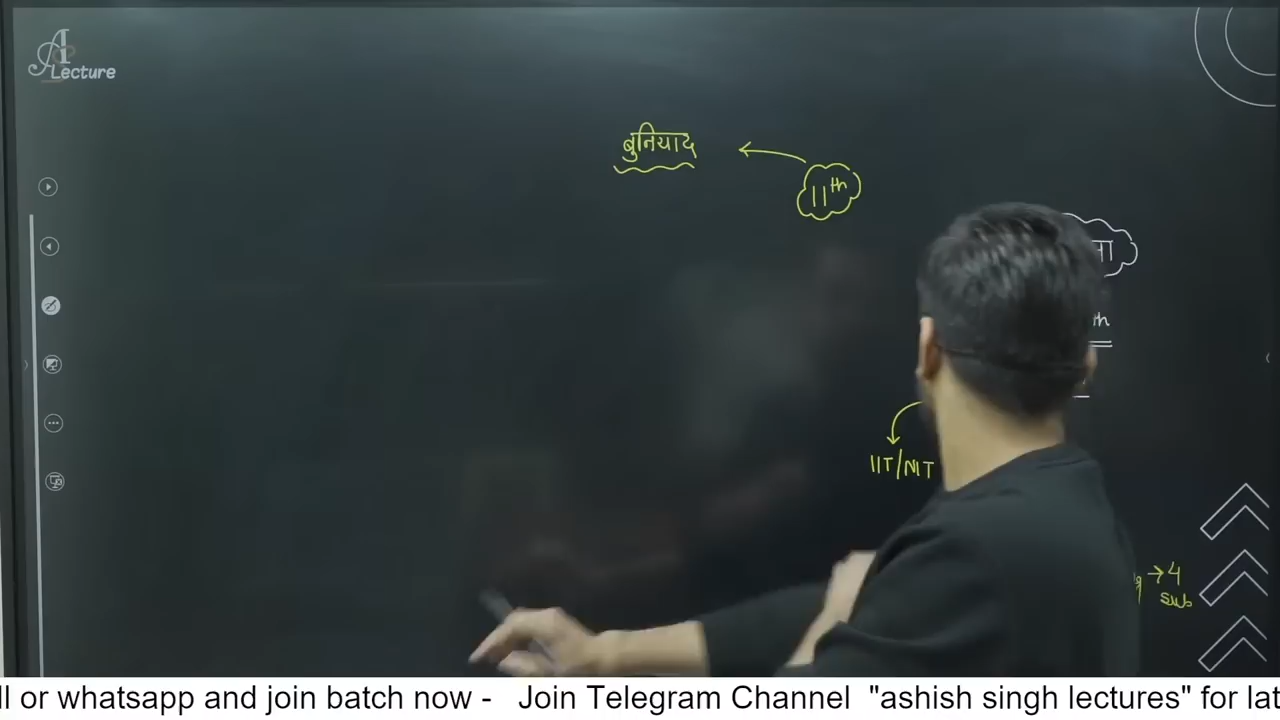 A
Lecture
बुनियाद
11th
th
IIT/NIT
→4
sub
ll or whatsapp and join batch now - Join Telegram Channel "ashish singh lectures" for lat